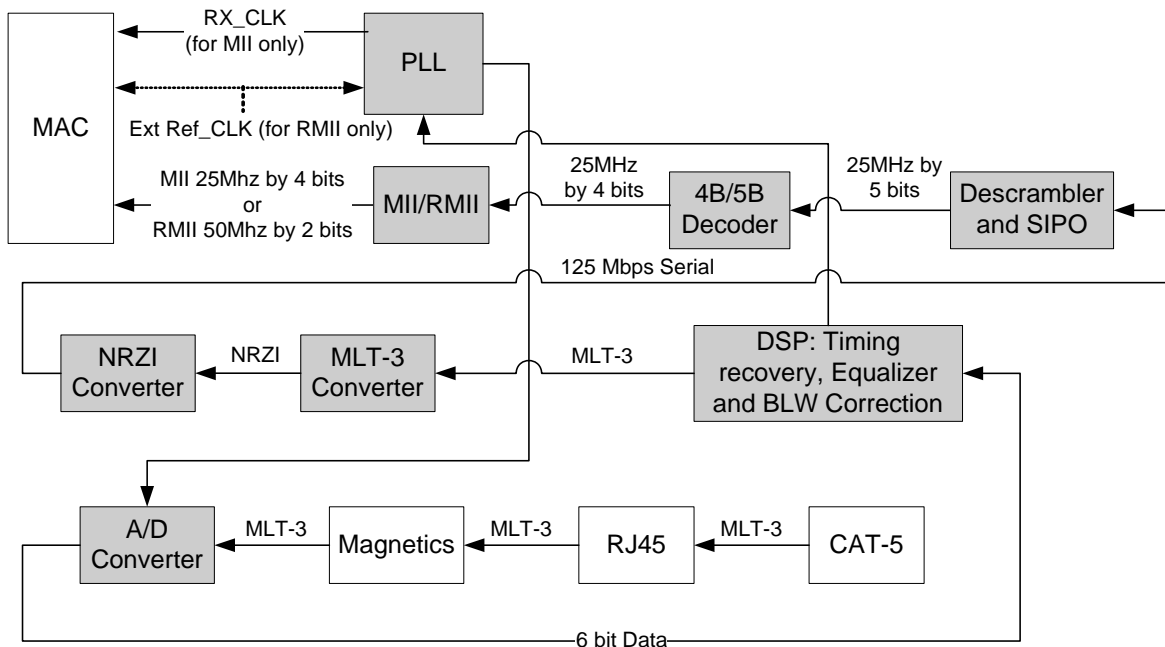 RX_CLK
(for MII only)
PLL
MAC
Ext Ref_CLK (for RMII only)
MII 25Mhz by 4 bits
or
RMII 50Mhz by 2 bits
MII/RMII
25MHz
by 4 bits
4B/5B
Decoder
25MHz by
5 bits
Descrambler
and SIPO
125 Mbps Serial
NRZI
Converter
NRZI
MLT-3
Converter
MLT-3
DSP: Timing
recovery, Equalizer
and BLW Correction
A/D
Converter
MLT-3
Magnetics
MLT-3
RJ45
MLT-3
CAT-5
6 bit Data